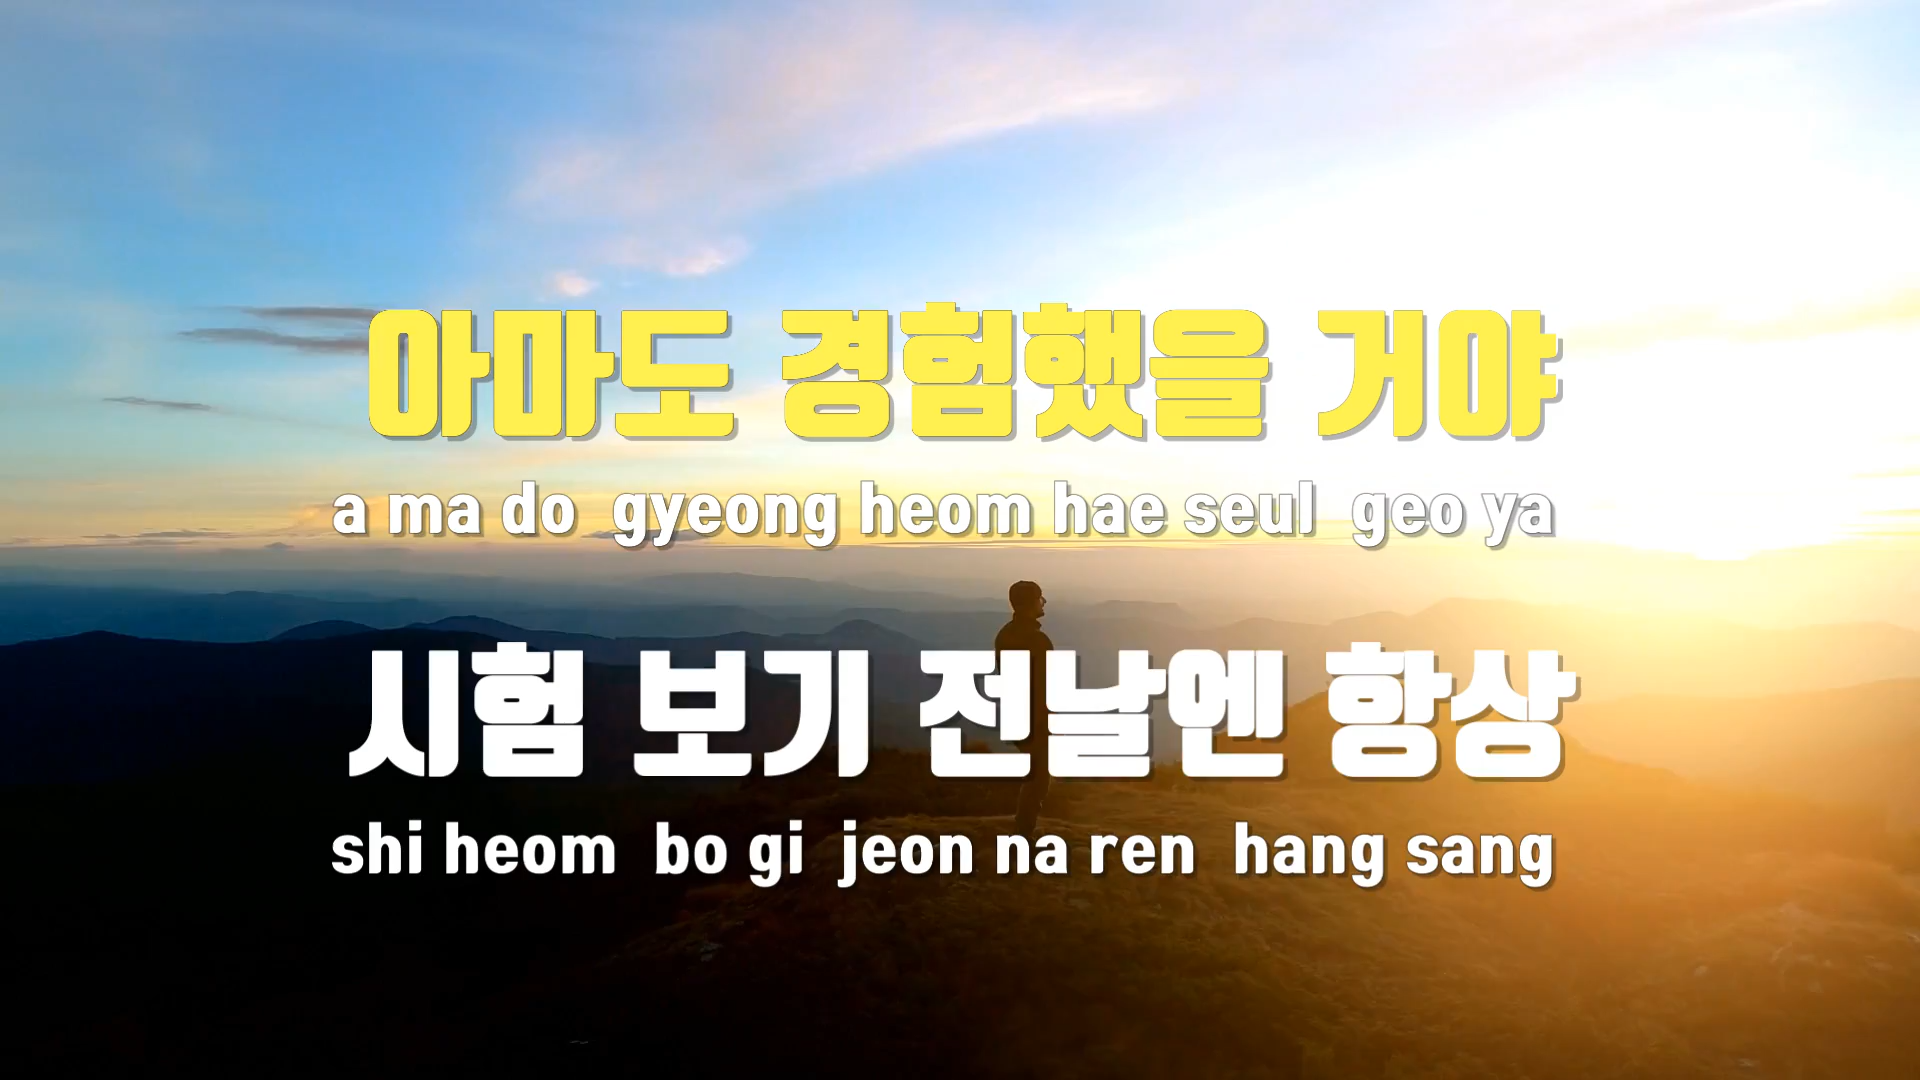 아마도 경험했을 거야
a ma do gyeong heom hae seul geo ya
시험 보기 전날엔 항상
shi heom bo gi jeon na ren hang sang